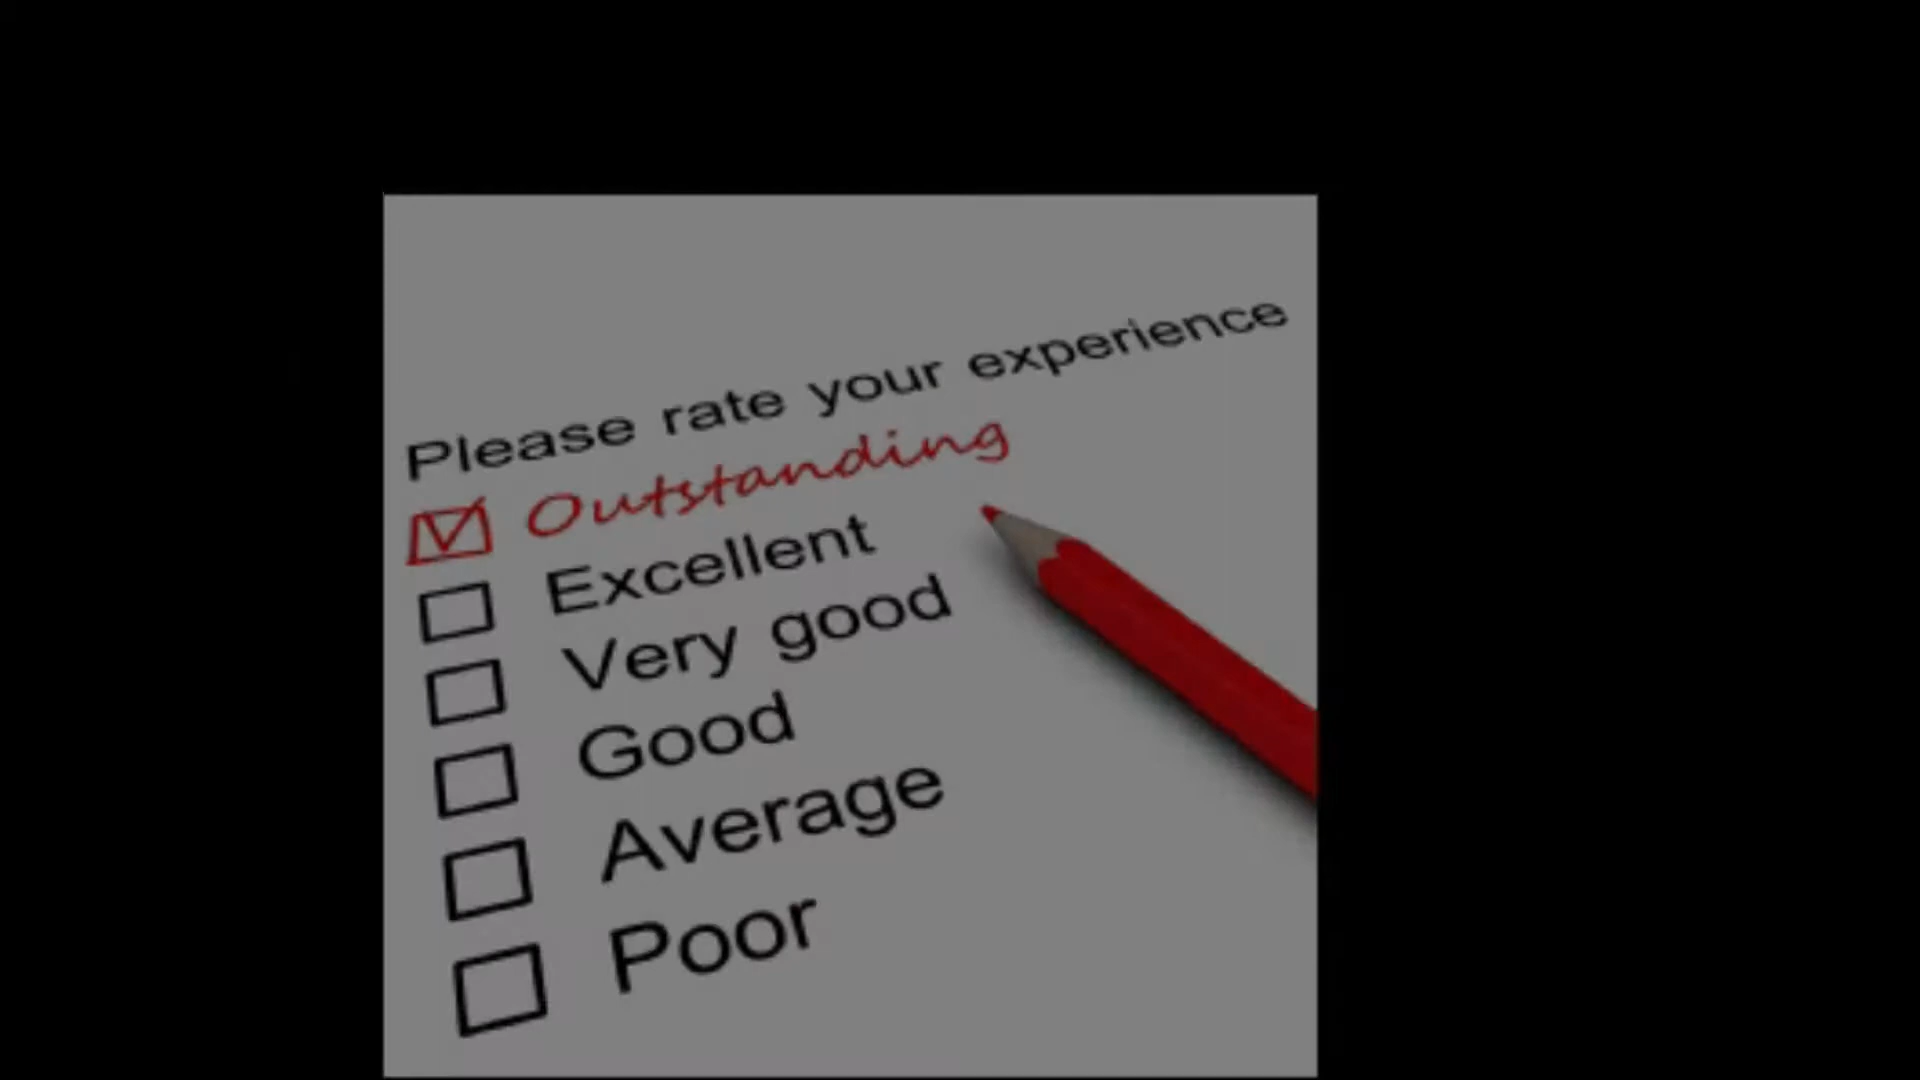 Please rate your experience
Outstanding
Excellent
Very good
Good
Average
Poor